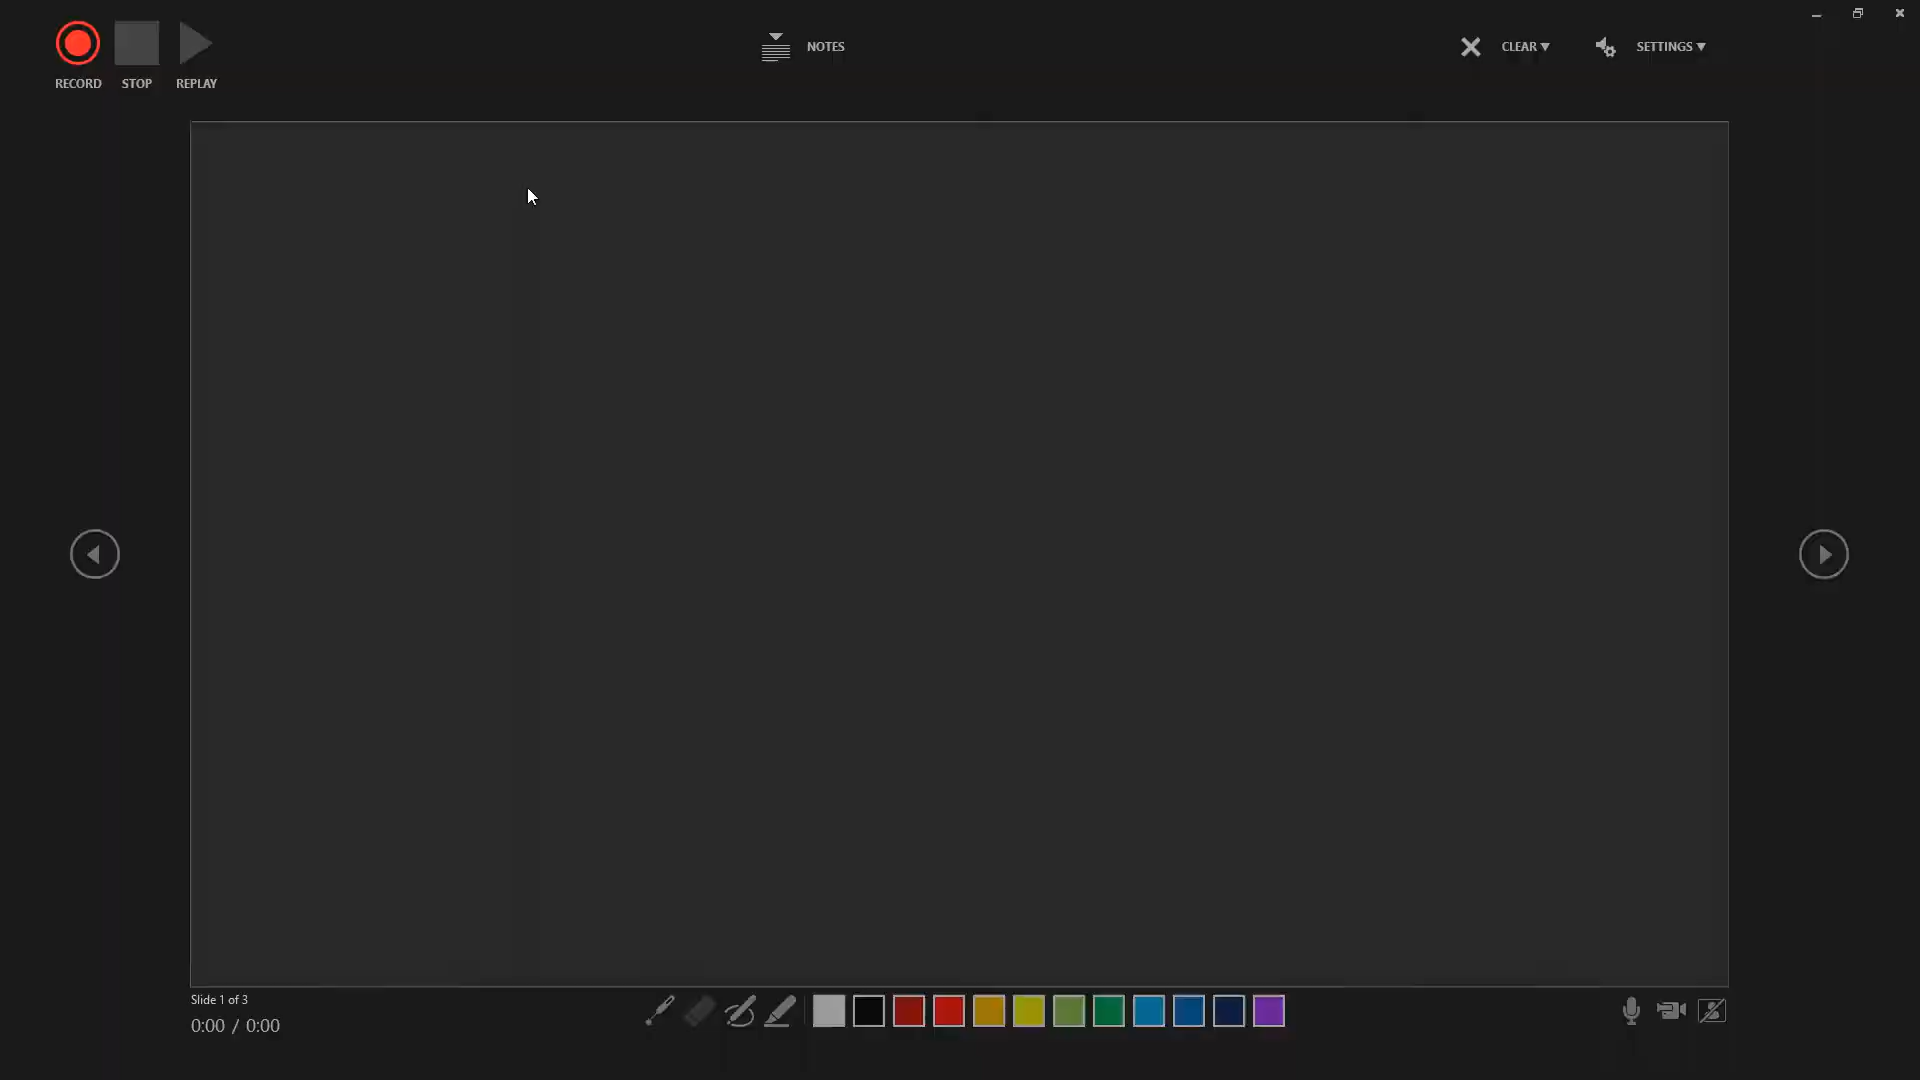 RECORD STOP REPLAY
NOTES
CLEAR
SETTINGS
Slide 1 of 3
0:00 / 0:00